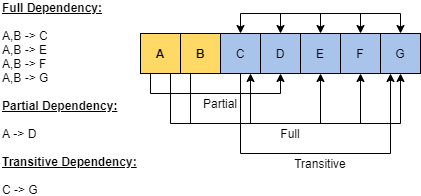 Full Dependency:
A,B -> C
A,B -> E
A,B -> F
A,B -> G
Partial Dependency:
A -> D
Transitive Dependency:
C -> G
A B C D E F G
Partial
Full
Transitive